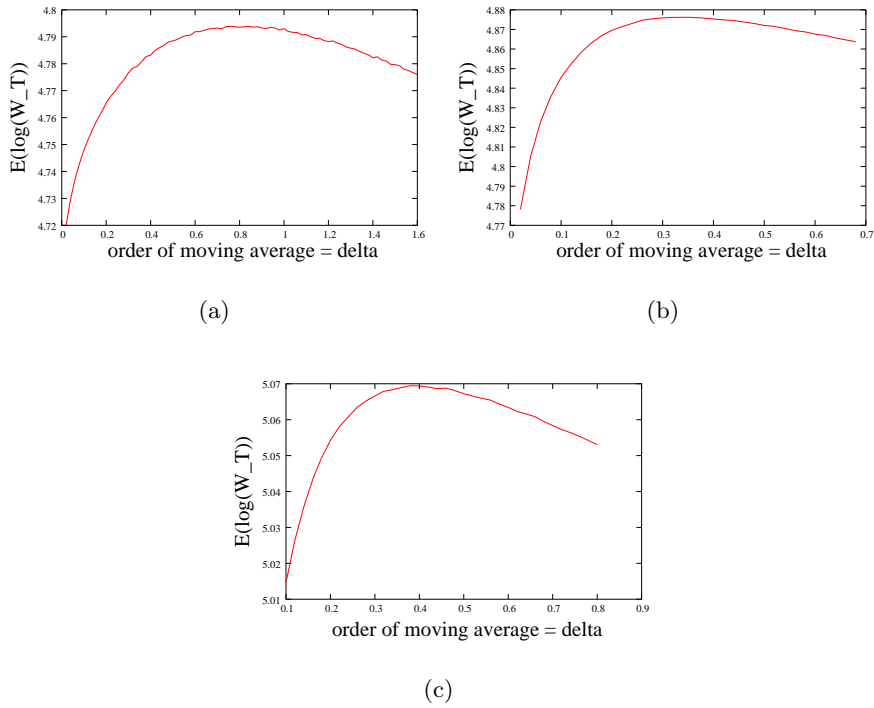 4.8
4.79
4.78
4.77
4.76
4.75
4.74
4.73
4.72
E(log(W_T))
0 0.2 0.4 0.6 0.8 1 1.2 1.4 1.6
order of moving average = delta
(a)
4.88
4.87
4.86
4.85
4.84
4.83
4.82
4.81
4.8
4.79
4.78
4.77
E(log(W_T))
0 0.1 0.2 0.3 0.4 0.5 0.6 0.7
order of moving average = delta
(b)
5.07
5.06
5.05
5.04
5.03
5.02
5.01
E(log(W_T))
0.1 0.2 0.3 0.4 0.5 0.6 0.7 0.8 0.9
order of moving average = delta
(c)